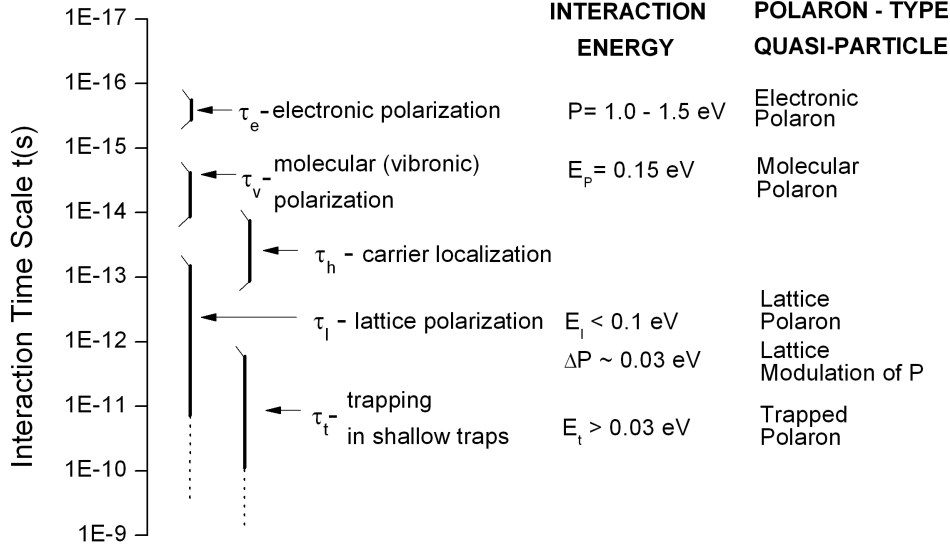 INTERACTION ENERGY
POLARON - TYPE QUASI-PARTICLE
Interaction Time Scale t(s)
1E-17
1E-16
1E-15
1E-14
1E-13
1E-12
1E-11
1E-10
1E-9
τe - electronic polarization
P= 1.0 - 1.5 eV
Electronic
Polaron
τv - molecular (vibronic)
polarization
EP= 0.15 eV
Molecular
Polaron
τh - carrier localization
τl - lattice polarization
El < 0.1 eV
Lattice
Polaron
ΔP ~ 0.03 eV
Lattice
Modulation of P
τt - trapping
in shallow traps
Et > 0.03 eV
Trapped
Polaron